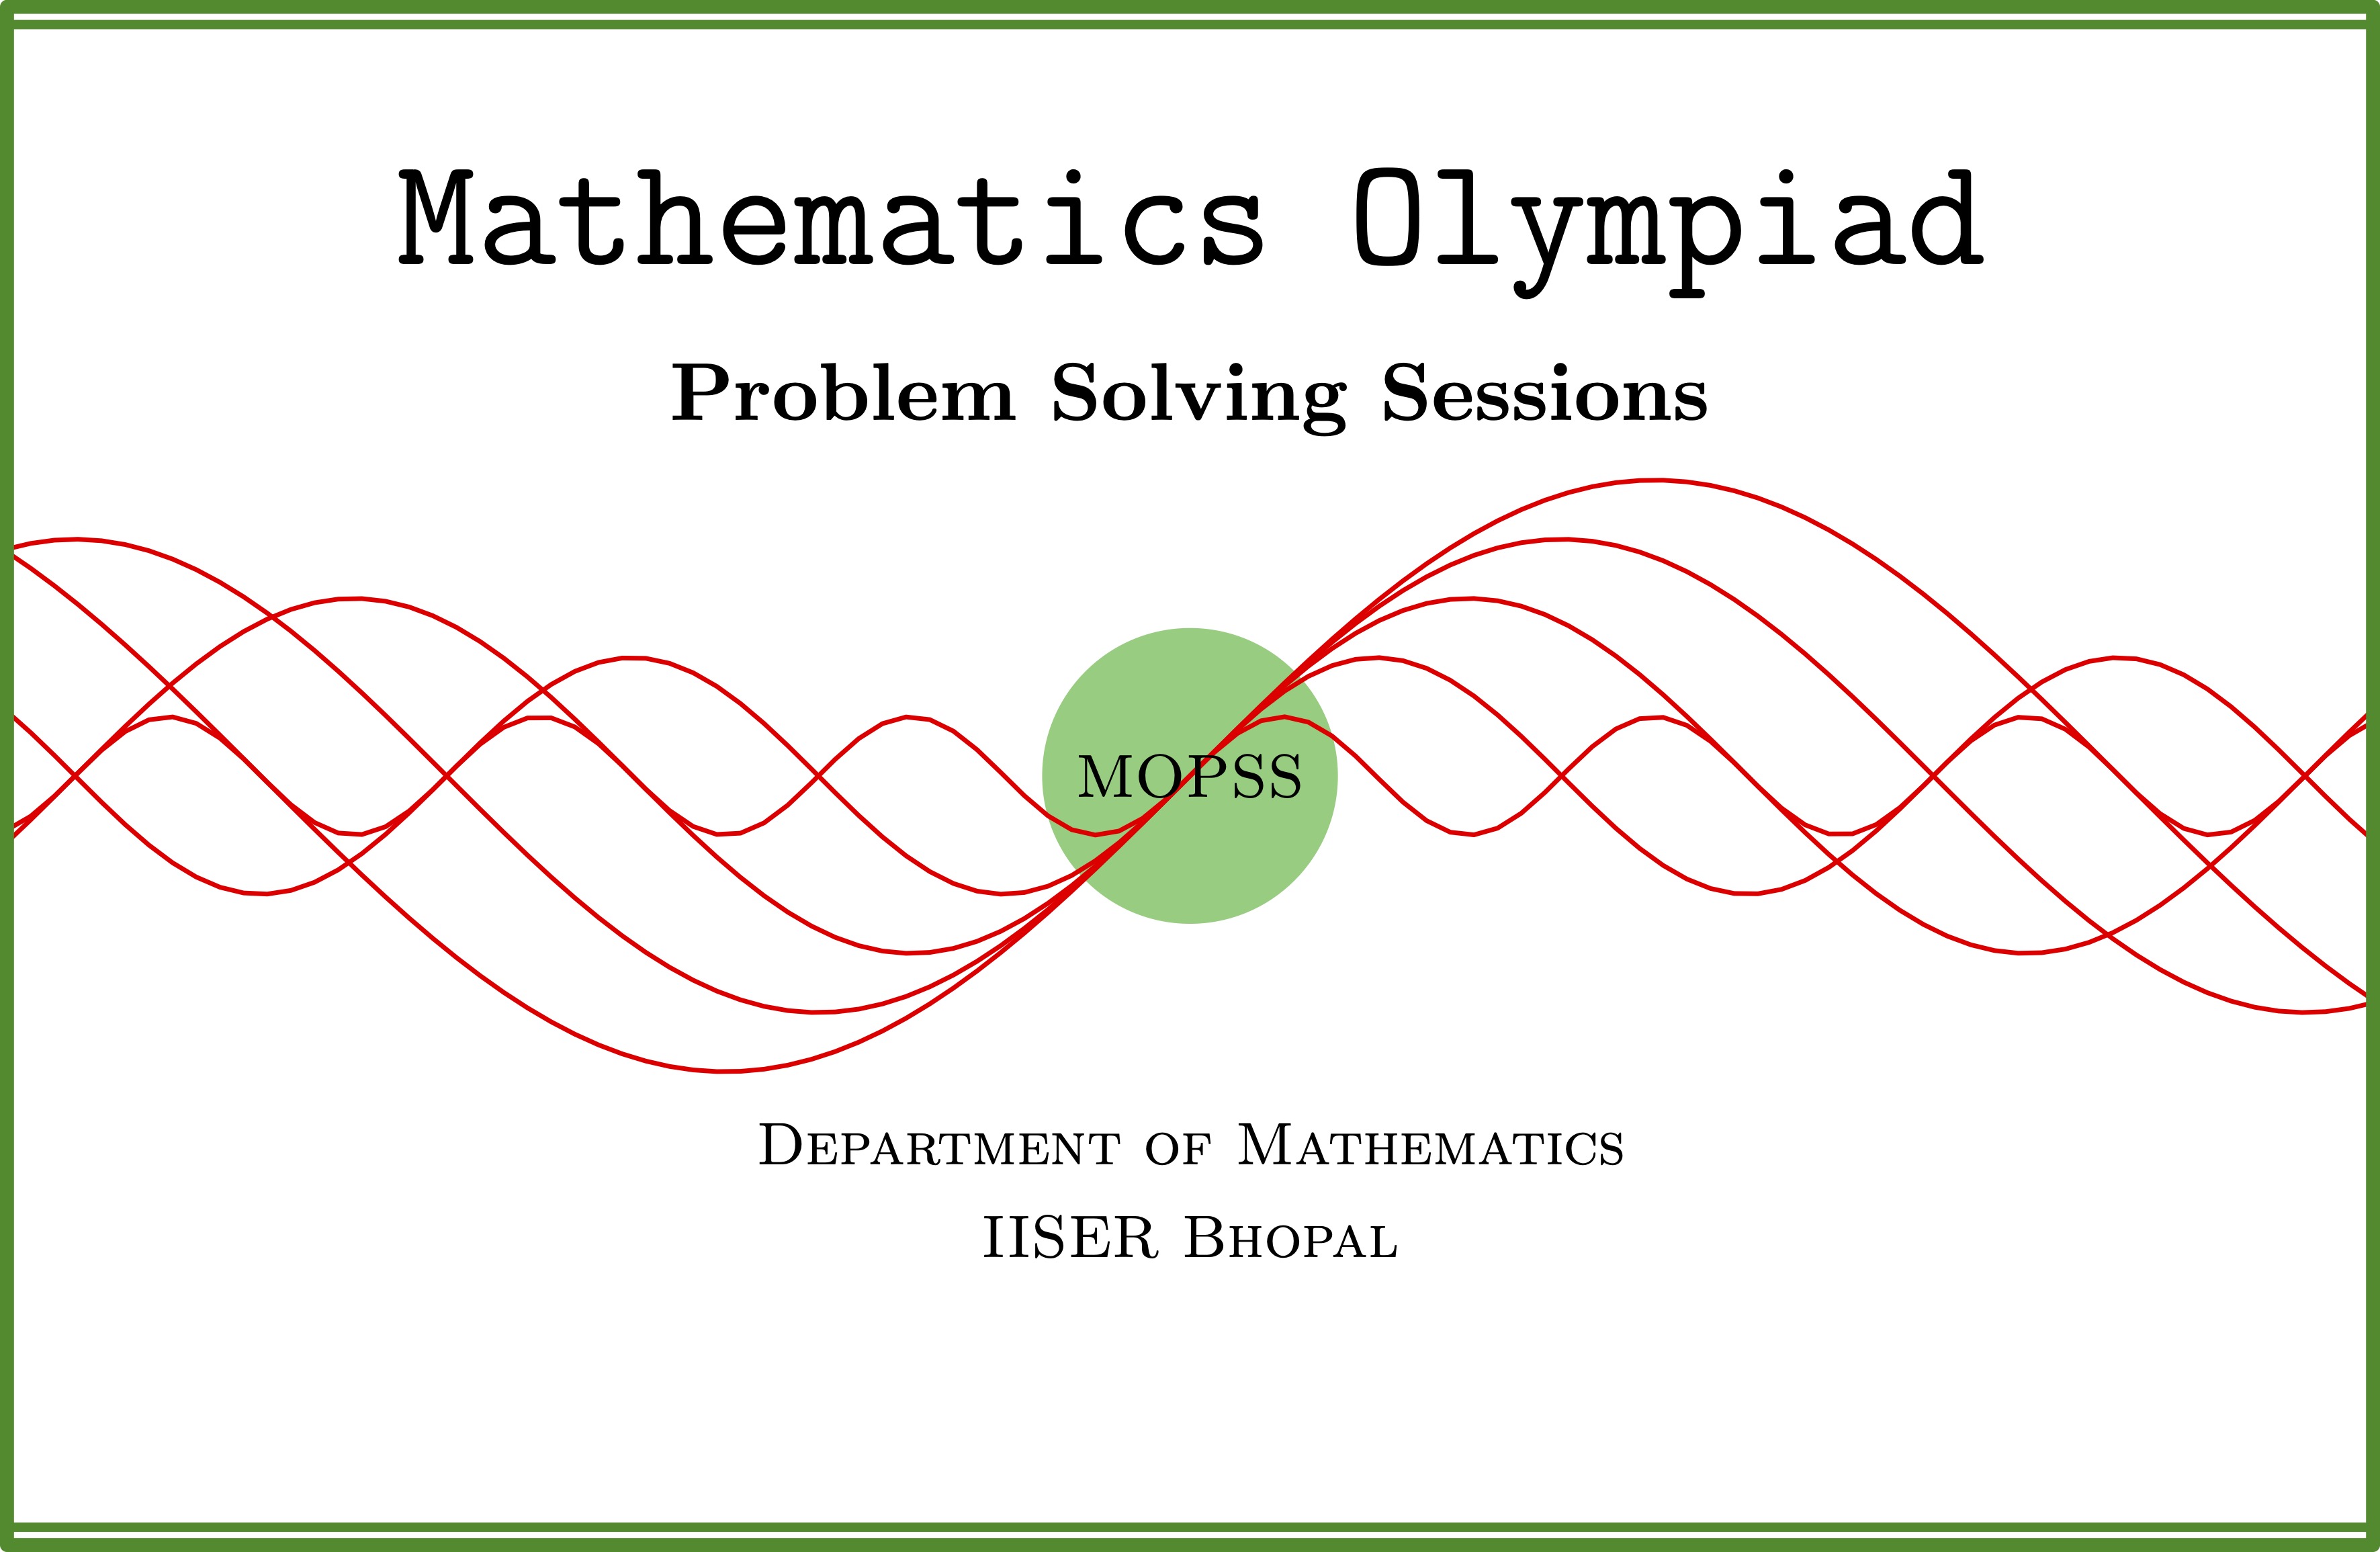 Mathematics Olympiad
Problem Solving Sessions
MOPSS
Department of Mathematics
IISER Bhopal